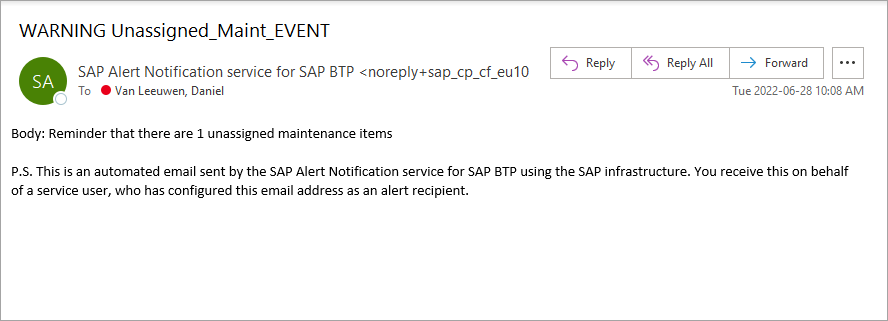 WARNING Unassigned_Maint_EVENT
SA
SAP Alert Notification service for SAP BTP <noreply+sap_cp_cf_eu10
Reply
Reply All
Forward
To Van Leeuwen, Daniel
Tue 2022-06-28 10:08 AM
Body: Reminder that there are 1 unassigned maintenance items
P.S. This is an automated email sent by the SAP Alert Notification service for SAP BTP using the SAP infrastructure. You receive this on behalf
of a service user, who has configured this email address as an alert recipient.